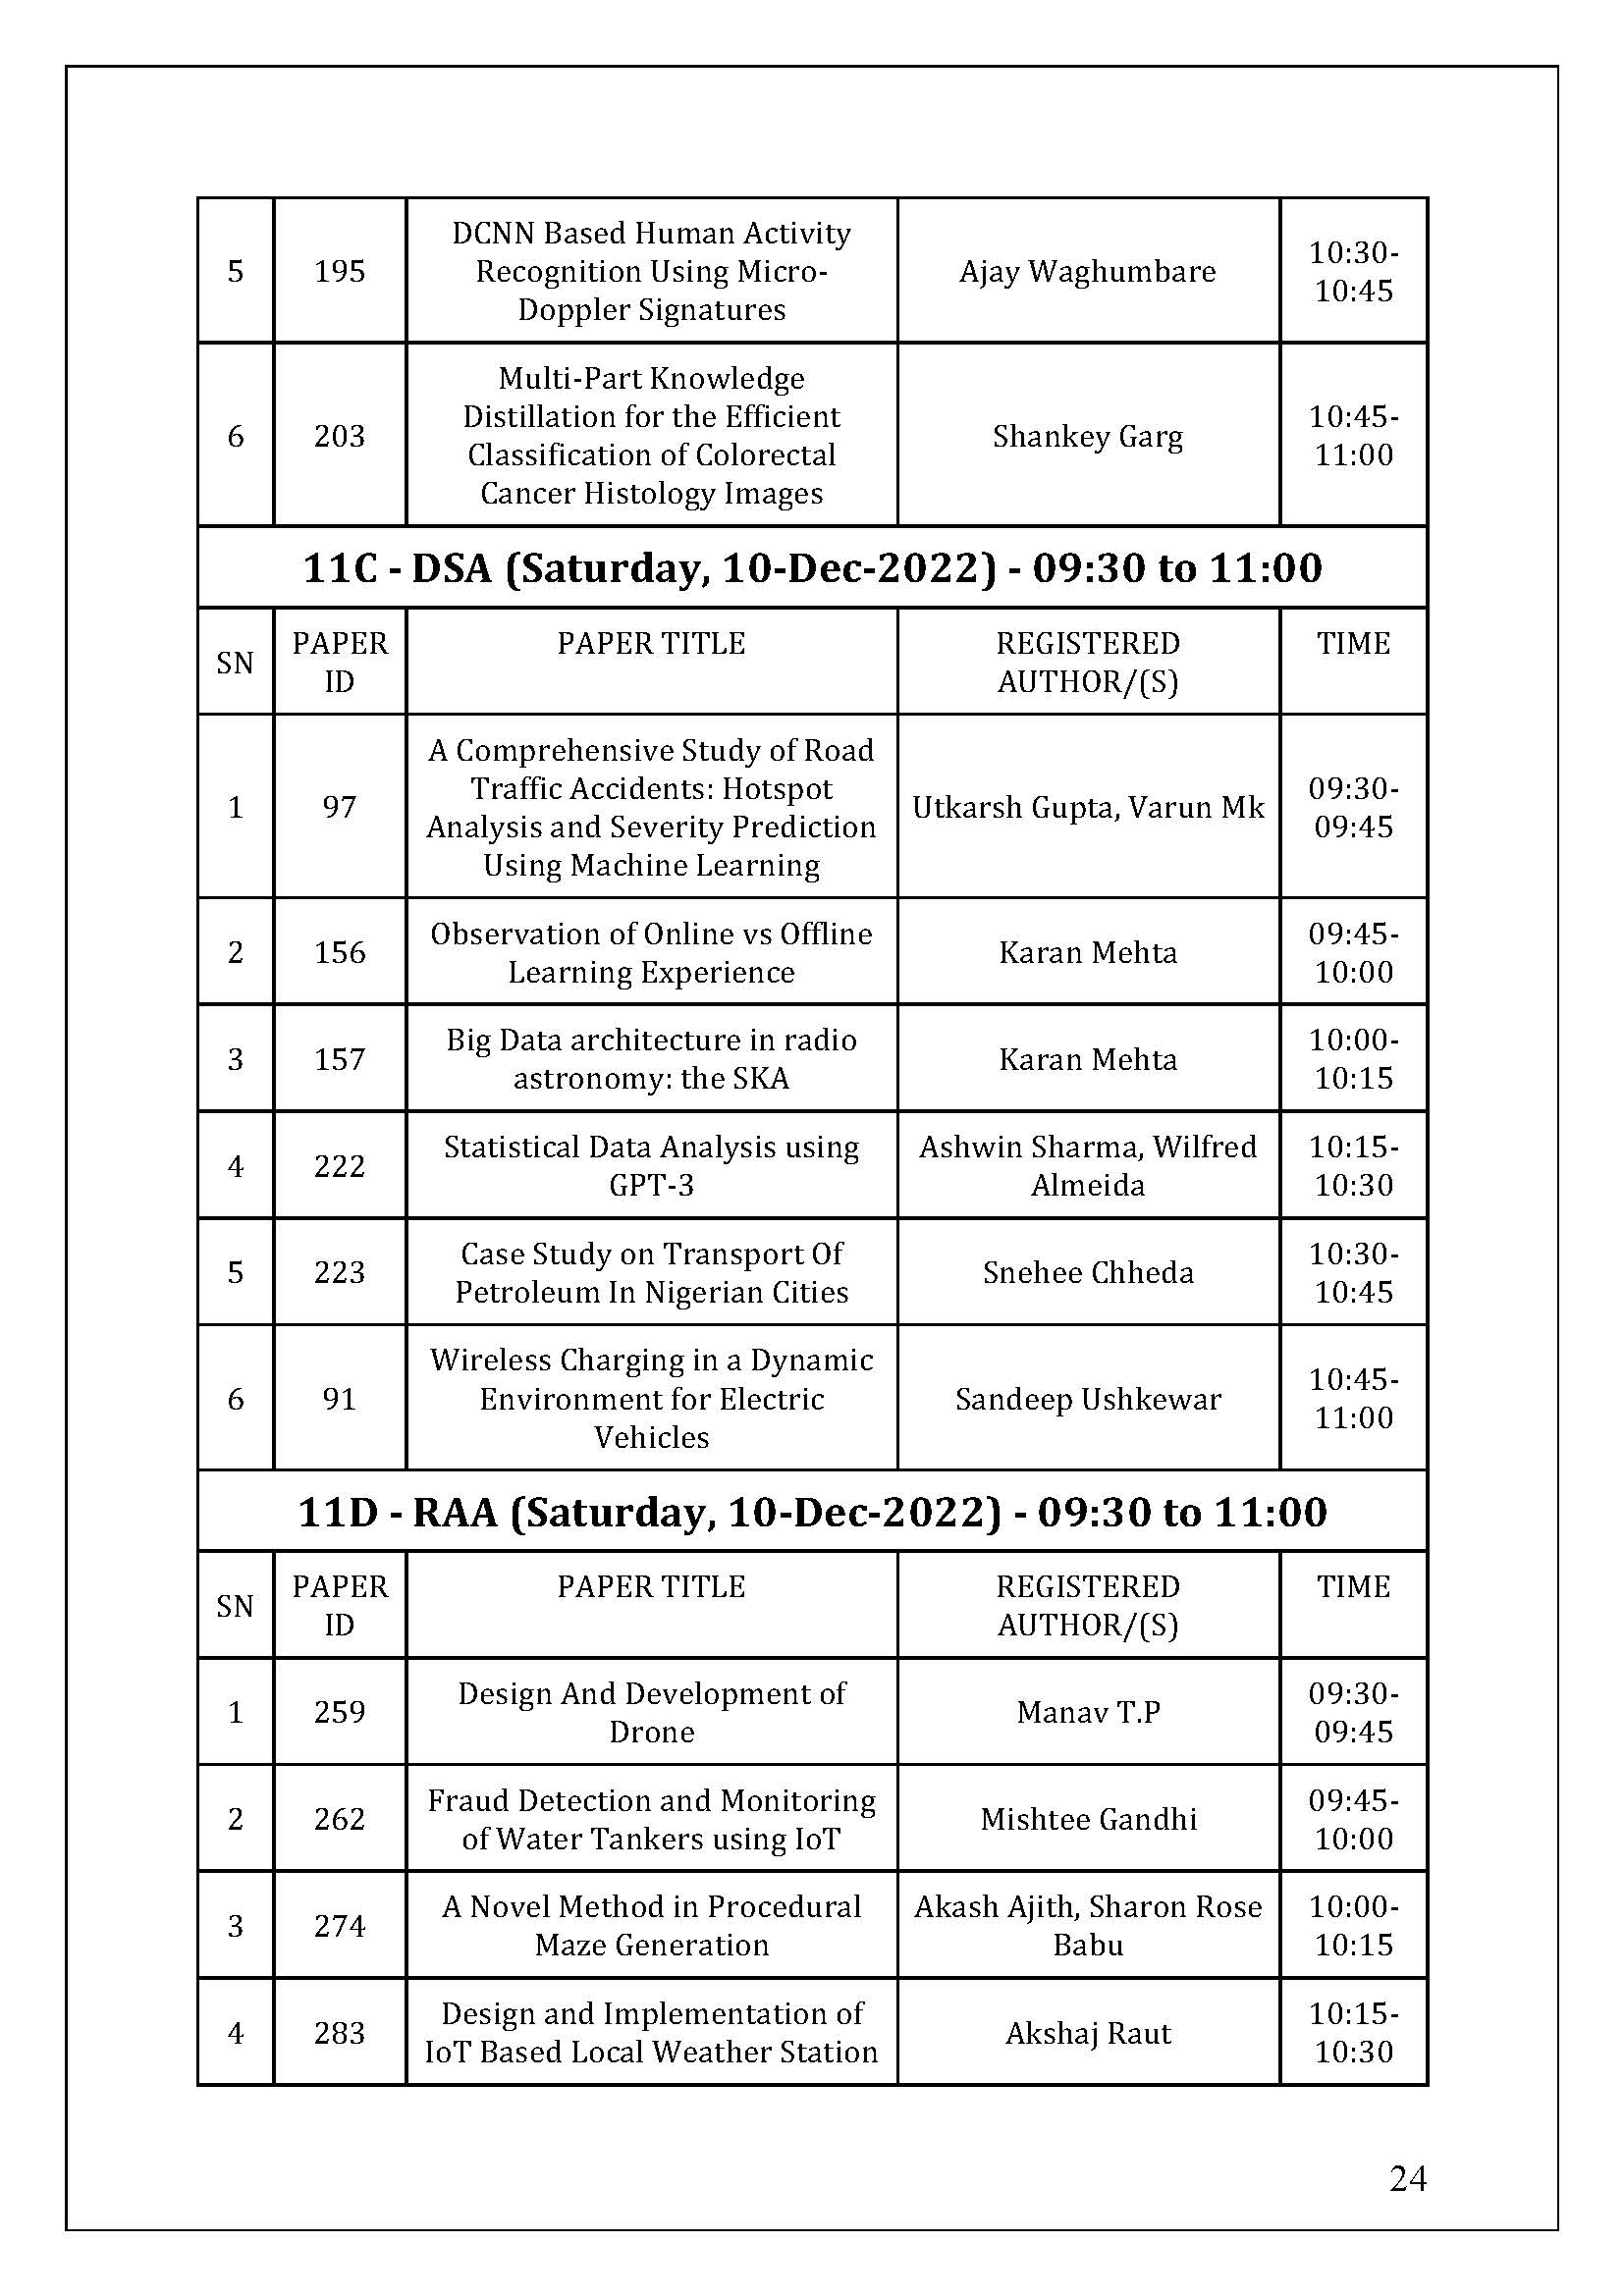 5
195
DCNN Based Human Activity
Recognition Using Micro-
Doppler Signatures
Ajay Waghumbare
10:30-
10:45
6
203
Multi-Part Knowledge
Distillation for the Efficient
Classification of Colorectal
Cancer Histology Images
Shankey Garg
10:45-
11:00
11C - DSA (Saturday, 10-Dec-2022) - 09:30 to 11:00
SN
PAPER
ID
PAPER TITLE
REGISTERED
AUTHOR/(S)
TIME
1
97
A Comprehensive Study of Road
Traffic Accidents: Hotspot
Analysis and Severity Prediction
Using Machine Learning
Utkarsh Gupta, Varun Mk
09:30-
09:45
2
156
Observation of Online vs Offline
Learning Experience
Karan Mehta
09:45-
10:00
3
157
Big Data architecture in radio
astronomy: the SKA
Karan Mehta
10:00-
10:15
4
222
Statistical Data Analysis using
GPT-3
Ashwin Sharma, Wilfred
Almeida
10:15-
10:30
5
223
Case Study on Transport Of
Petroleum In Nigerian Cities
Snehee Chheda
10:30-
10:45
6
91
Wireless Charging in a Dynamic
Environment for Electric
Vehicles
Sandeep Ushkewar
10:45-
11:00
11D - RAA (Saturday, 10-Dec-2022) - 09:30 to 11:00
SN
PAPER
ID
PAPER TITLE
REGISTERED
AUTHOR/(S)
TIME
1
259
Design And Development of
Drone
Manav T.P
09:30-
09:45
2
262
Fraud Detection and Monitoring
of Water Tankers using IoT
Mishtee Gandhi
09:45-
10:00
3
274
A Novel Method in Procedural
Maze Generation
Akash Ajith, Sharon Rose
Babu
10:00-
10:15
4
283
Design and Implementation of
IoT Based Local Weather Station
Akshaj Raut
10:15-
10:30
24